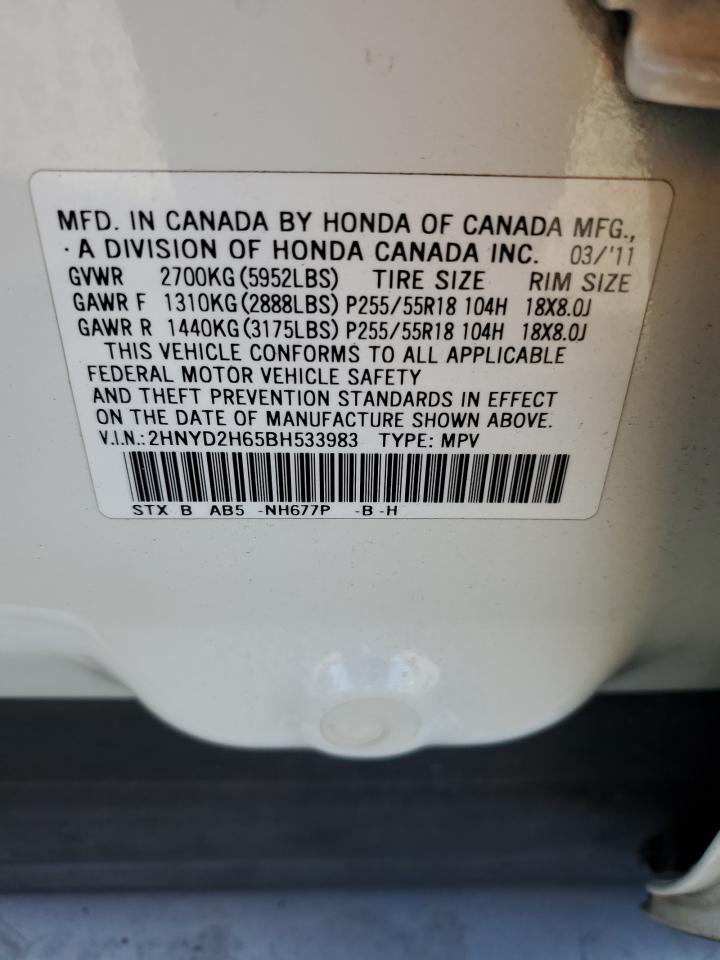 MFD. IN CANADA BY HONDA OF CANADA MFG.,
· A DIVISION OF HONDA CANADA INC. 03/'11
GVWR 2700KG(5952LBS) TIRE SIZE RIM SIZE
GAWR F 1310KG(2888LBS) P255/55R18 104H 18X8.0J
GAWR R 1440KG(3175LBS) P255/55R18 104H 18X8.0J
THIS VEHICLE CONFORMS TO ALL APPLICABLE
FEDERAL MOTOR VEHICLE SAFETY
AND THEFT PREVENTION STANDARDS IN EFFECT
ON THE DATE OF MANUFACTURE SHOWN ABOVE.
V.I.N.:2HNYD2H65BH533983 TYPE: MPV
STX B AB5 -NH677P -B -H